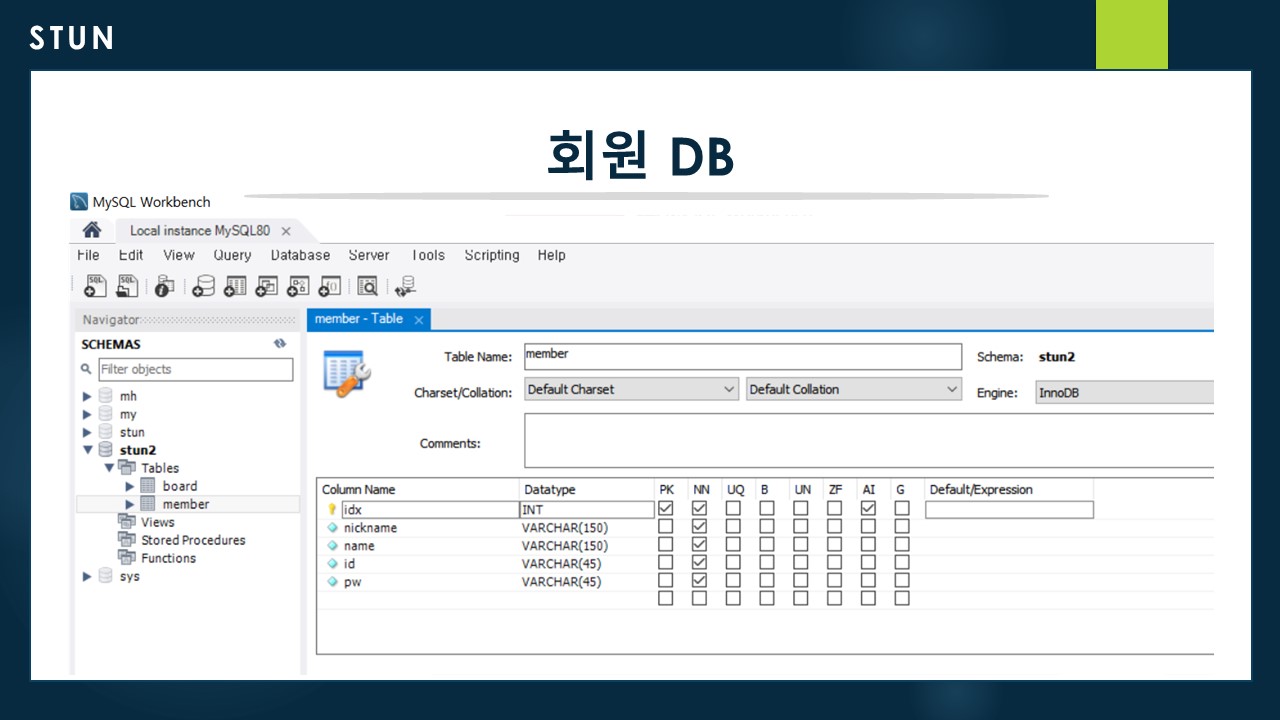 STUN
회원 DB
MySQL Workbench
Local instance MySQL80
File Edit View Query Database Server Tools Scripting Help
Navigator
SCHEMAS
Filter objects
mh
my
stun
stun2
Tables
board
member
Views
Stored Procedures
Functions
sys
member - Table
Table Name: member Schema: stun2
Charset/Collation: Default Charset Default Collation Engine: InnoDB
Comments:
Column Name Datatype PK NN UQ B UN ZF AI G Default/Expression
idx INT
nickname VARCHAR(150)
name VARCHAR(150)
id VARCHAR(45)
pw VARCHAR(45)